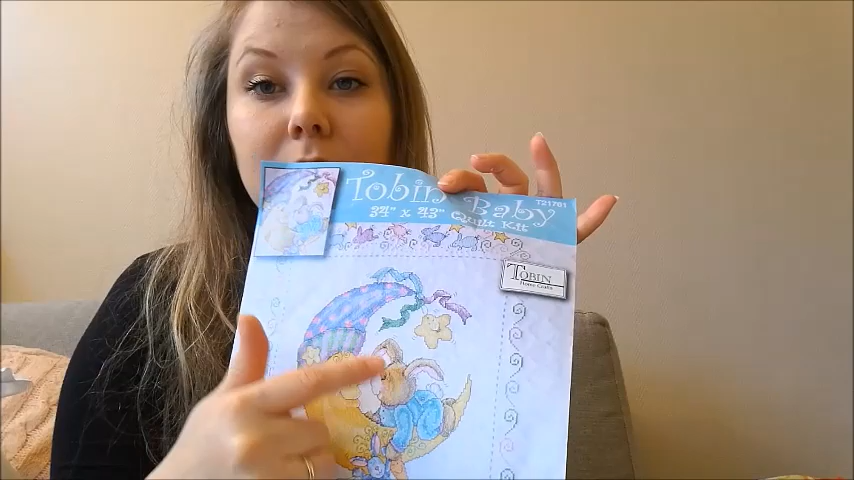 Tobin Baby
T21781
34" x 43" Quilt Kit
TOBIN
Home Crafts